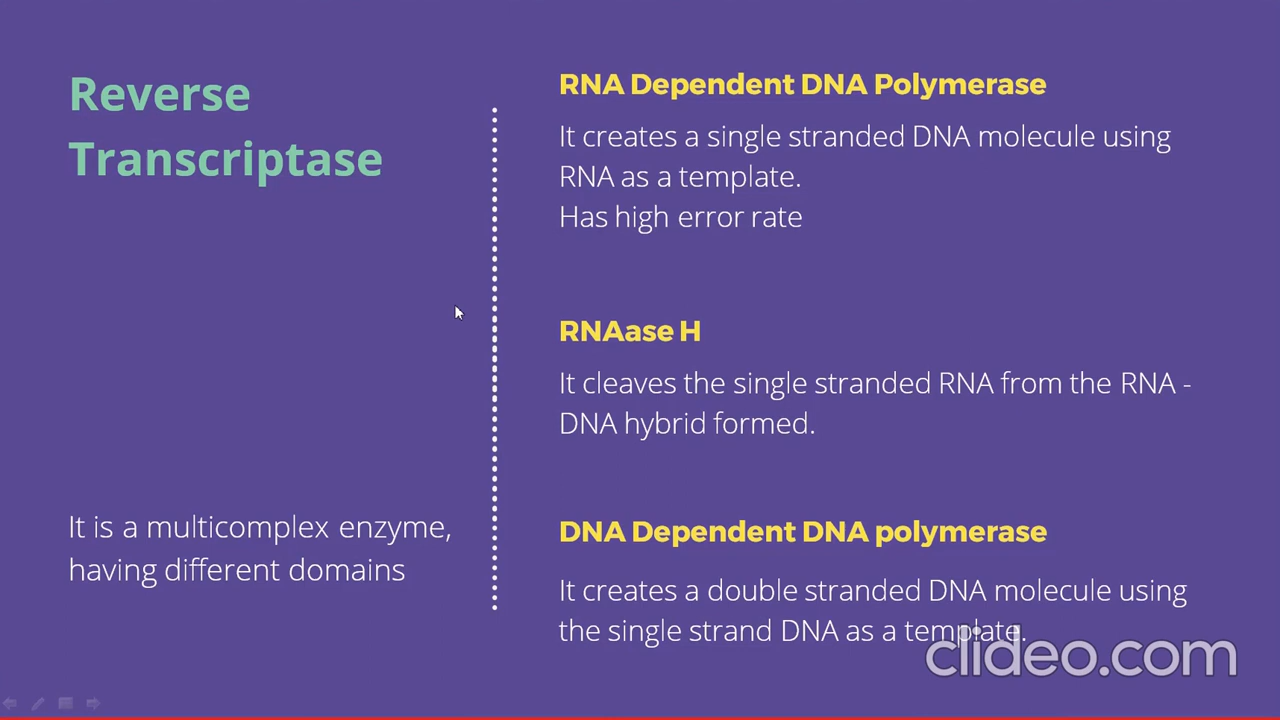 Reverse
Transcriptase
It is a multicomplex enzyme,
having different domains
RNA Dependent DNA Polymerase
It creates a single stranded DNA molecule using
RNA as a template.
Has high error rate
RNAase H
It cleaves the single stranded RNA from the RNA -
DNA hybrid formed.
DNA Dependent DNA polymerase
It creates a double stranded DNA molecule using
the single strand DNA as a template.
clideo.com